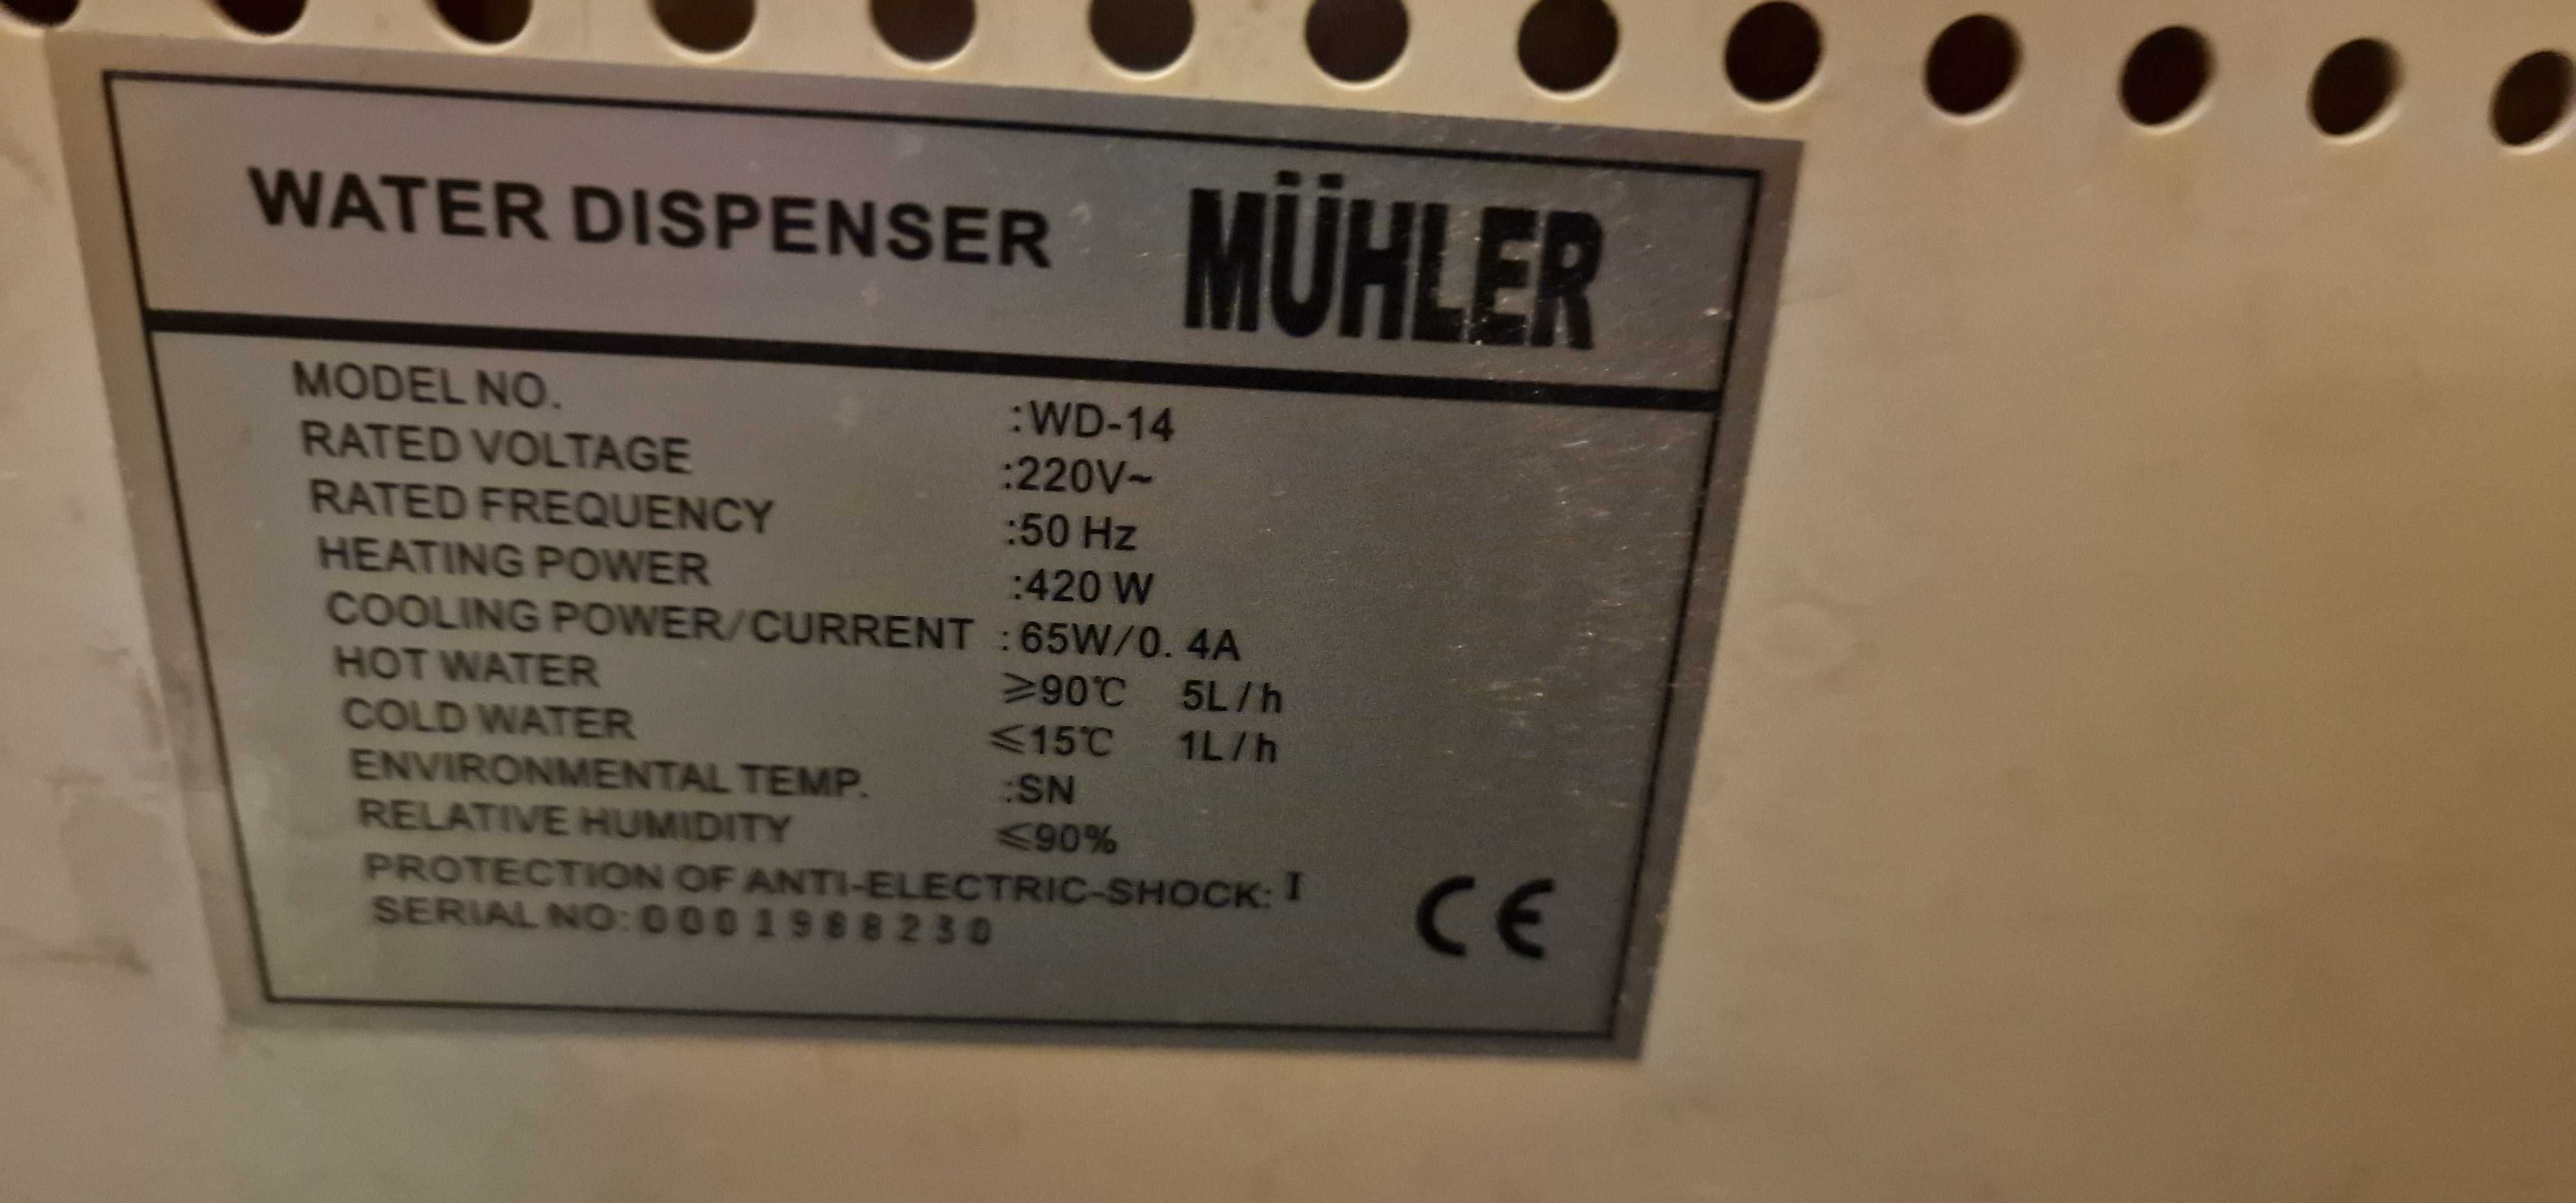 WATER DISPENSER MÜHLER
MODEL NO. :WD-14
RATED VOLTAGE :220V~
RATED FREQUENCY :50 Hz
HEATING POWER :420 W
COOLING POWER/CURRENT : 65W/0. 4A
HOT WATER ≥90℃ 5L/h
COLD WATER ≤15℃ 1L/h
ENVIRONMENTAL TEMP. :SN
RELATIVE HUMIDITY ≤90%
PROTECTION OF ANTI-ELECTRIC-SHOCK: I
SERIAL NO: 0001988230
CE